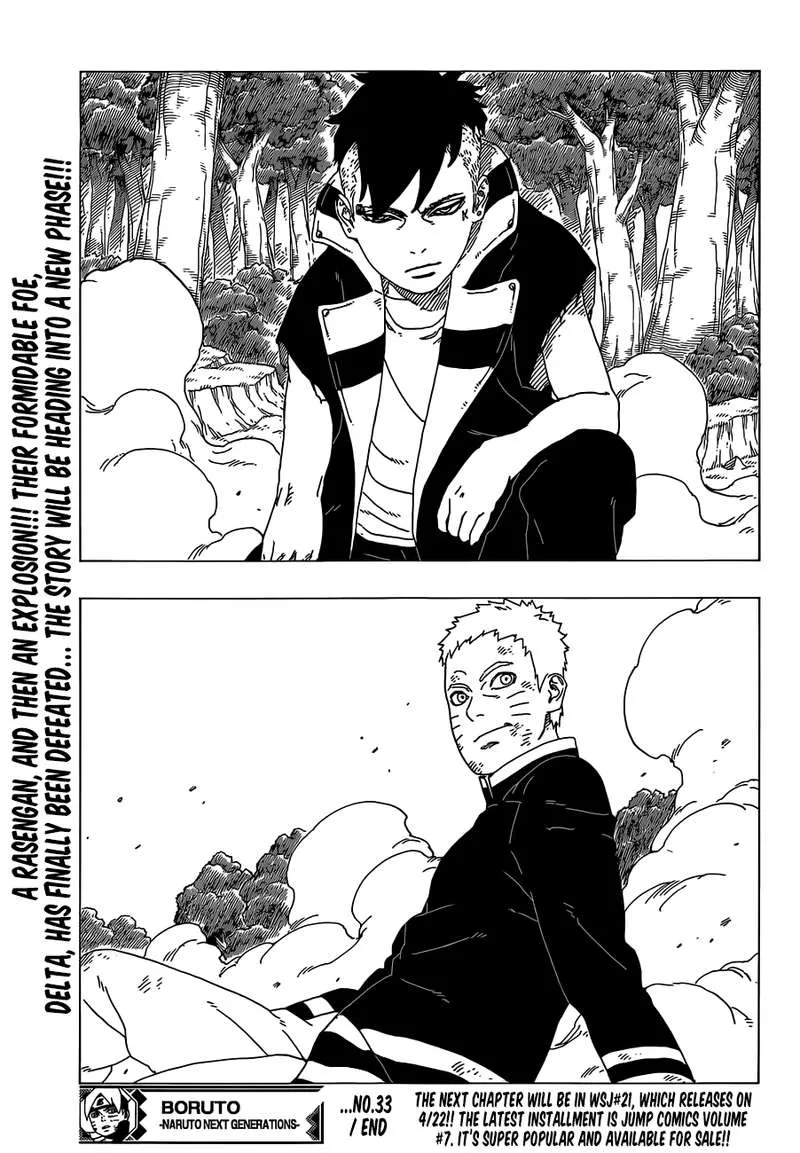 A RASENGAN, AND THEN AN EXPLOSION!!! THEIR FORMIDABLE FOE,
DELTA, HAS FINALLY BEEN DEFEATED... THE STORY WILL BE HEADING INTO A NEW PHASE!!!
K
BORUTO
-NARUTO NEXT GENERATIONS-
...NO.33
/ END
THE NEXT CHAPTER WILL BE IN WSJ#21, WHICH RELEASES ON
4/22!! THE LATEST INSTALLMENT IS JUMP COMICS VOLUME
#7. IT'S SUPER POPULAR AND AVAILABLE FOR SALE!!